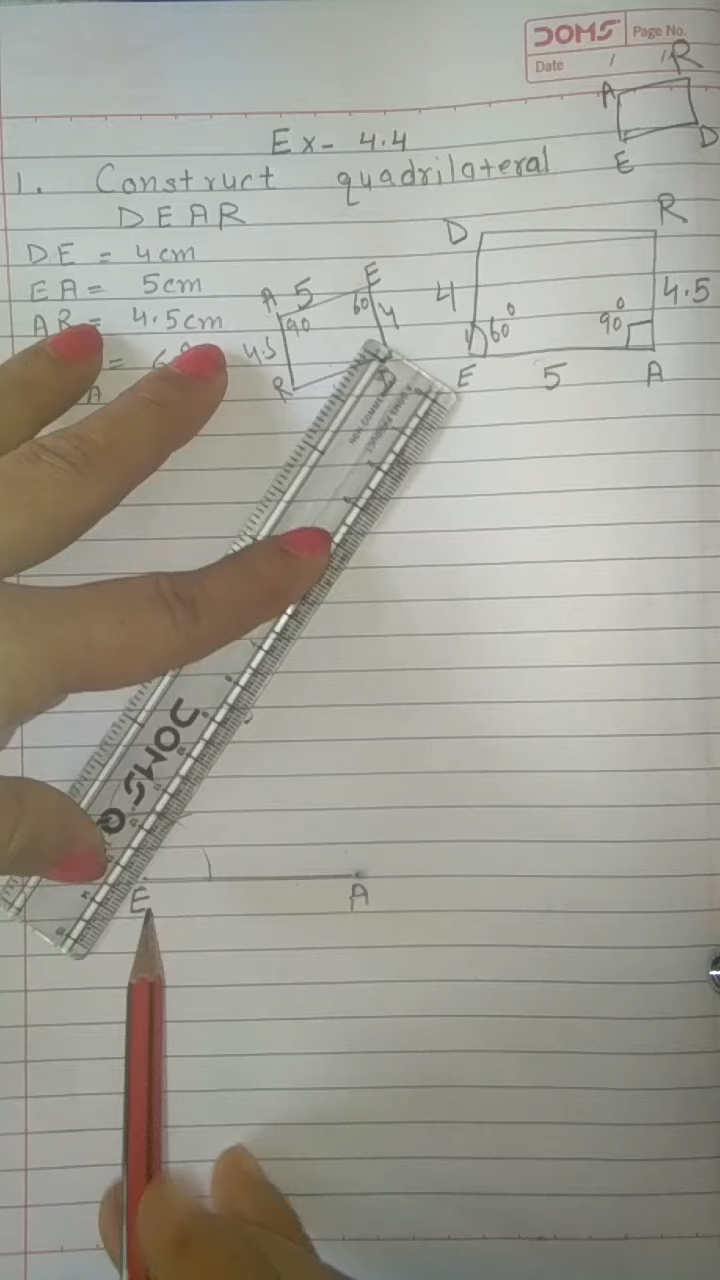 DOMS Page No.
Date / /
R
A
D
E
Ex- 4.4
1. Construct quadrilateral
DEAR
DE = 4cm
EA = 5cm
AR = 4.5cm
= 6
A
A 5 E
90 60 4
4.5
R
D R
4 4.5
60° 90°
E 5 A
DOMS
E A